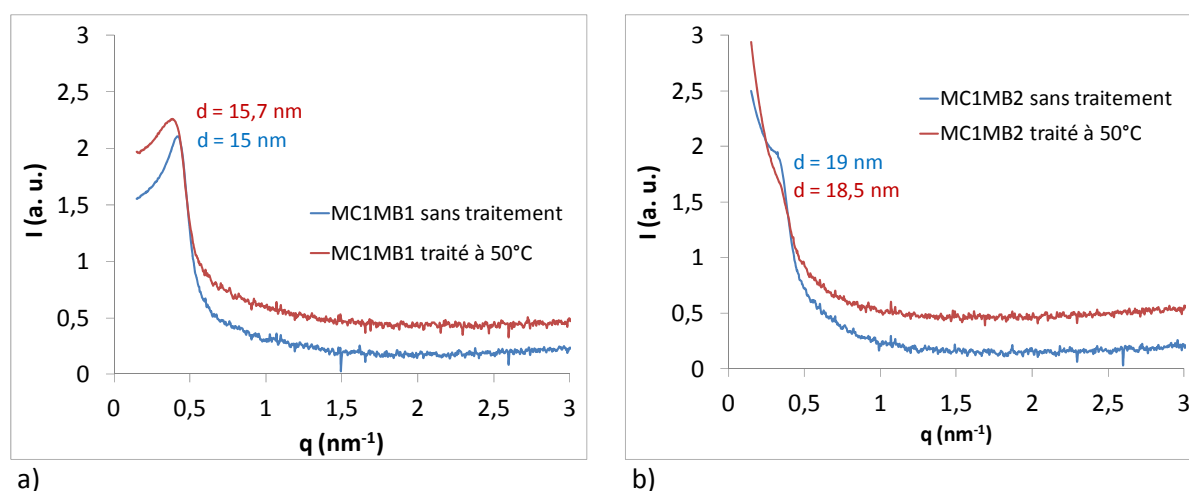 3
2,5
2
1,5
1
0,5
0
I (a. u.)
d = 15,7 nm
d = 15 nm
MC1MB1 sans traitement
MC1MB1 traité à 50°C
0 0,5 1 1,5 2 2,5 3
q (nm-1)
a)
3
2,5
2
1,5
1
0,5
0
I (a. u.)
MC1MB2 sans traitement
MC1MB2 traité à 50°C
d = 19 nm
d = 18,5 nm
0 0,5 1 1,5 2 2,5 3
q (nm-1)
b)